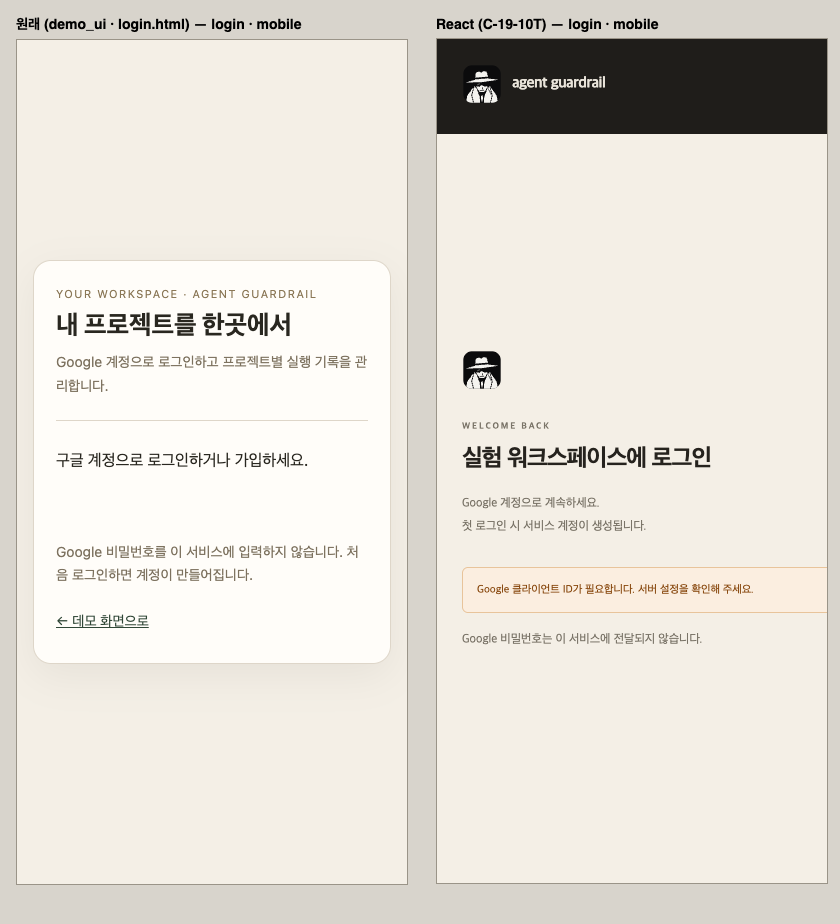 원래 (demo_ui · login.html) — login · mobile
YOUR WORKSPACE · AGENT GUARDRAIL
내 프로젝트를 한곳에서
Google 계정으로 로그인하고 프로젝트별 실행 기록을 관
리합니다.
구글 계정으로 로그인하거나 가입하세요.
Google 비밀번호를 이 서비스에 입력하지 않습니다. 처
음 로그인하면 계정이 만들어집니다.
← 데모 화면으로
React (C-19-10T) — login · mobile
agent guardrail
WELCOME BACK
실험 워크스페이스에 로그인
Google 계정으로 계속하세요.
첫 로그인 시 서비스 계정이 생성됩니다.
Google 클라이언트 ID가 필요합니다. 서버 설정을 확인해 주세요.
Google 비밀번호는 이 서비스에 전달되지 않습니다.